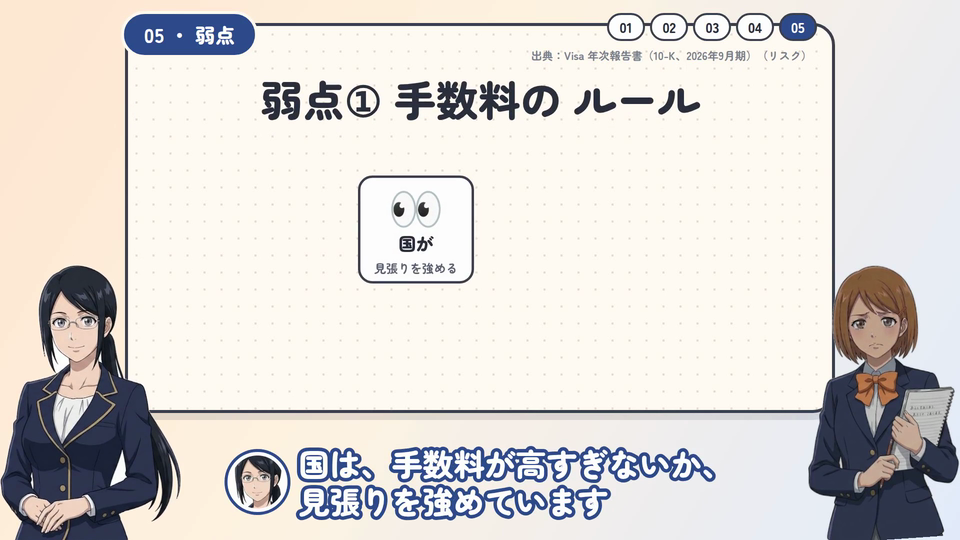 05 ・ 弱点
01 02 03 04 05
出典：Visa 年次報告書（10-K、2026年9月期）（リスク）
弱点① 手数料の ルール
国が
見張りを強める
国は、手数料が高すぎないか、
見張りを強めています